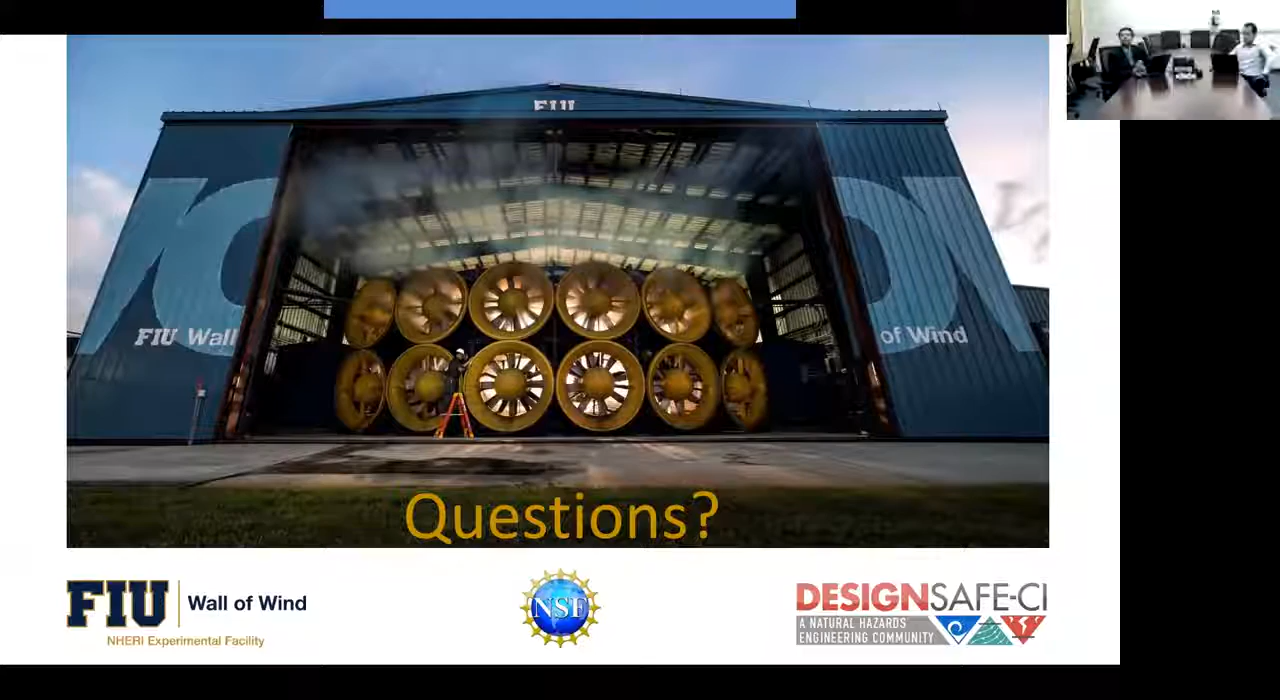 FIU
FIU Wall
of Wind
Questions?
FIU
Wall of Wind
NHERI Experimental Facility
NSF
DESIGNSAFE-CI
A NATURAL HAZARDS
ENGINEERING COMMUNITY